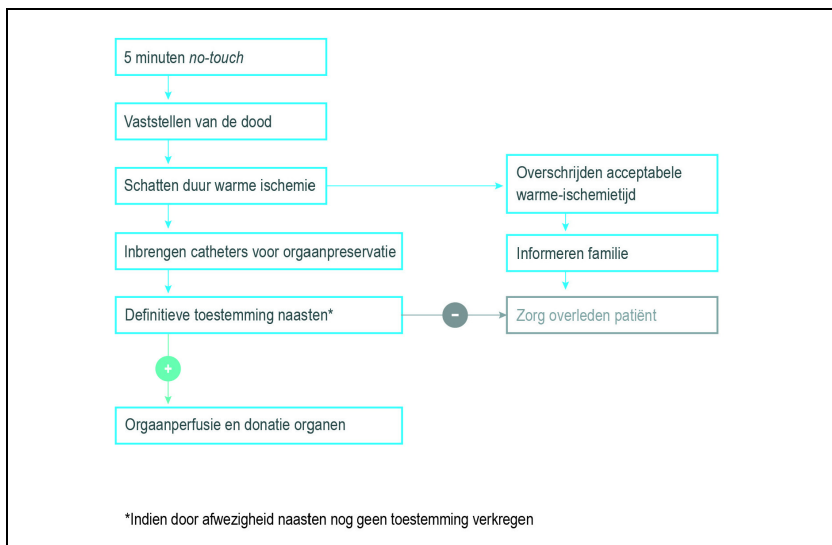 5 minuten no-touch
Vaststellen van de dood
Schatten duur warme ischemie
Overschrijden acceptabele
warme-ischemietijd
Inbrengen catheters voor orgaanpreservatie
Informeren familie
Definitieve toestemming naasten*
-
Zorg overleden patiënt
+
Orgaanperfusie en donatie organen
*Indien door afwezigheid naasten nog geen toestemming verkregen